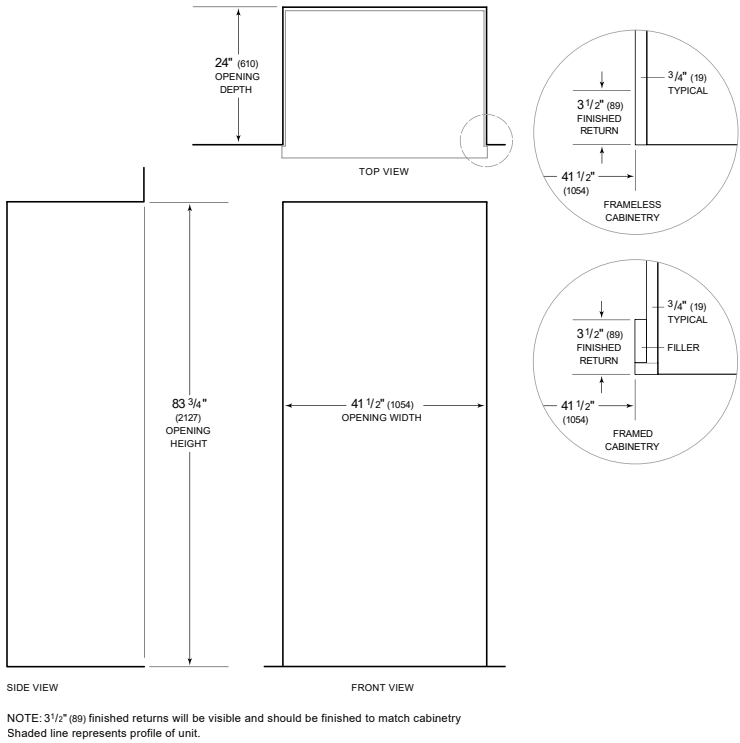 24" (610)
OPENING
DEPTH
TOP VIEW
3/4" (19)
TYPICAL
3 1/2" (89)
FINISHED
RETURN
41 1/2"
(1054)
FRAMELESS
CABINETRY
3/4" (19)
TYPICAL
3 1/2" (89)
FINISHED
RETURN
FILLER
41 1/2"
(1054)
FRAMED
CABINETRY
83 3/4"
(2127)
OPENING
HEIGHT
41 1/2" (1054)
OPENING WIDTH
SIDE VIEW
FRONT VIEW
NOTE: 3 1/2" (89) finished returns will be visible and should be finished to match cabinetry
Shaded line represents profile of unit.